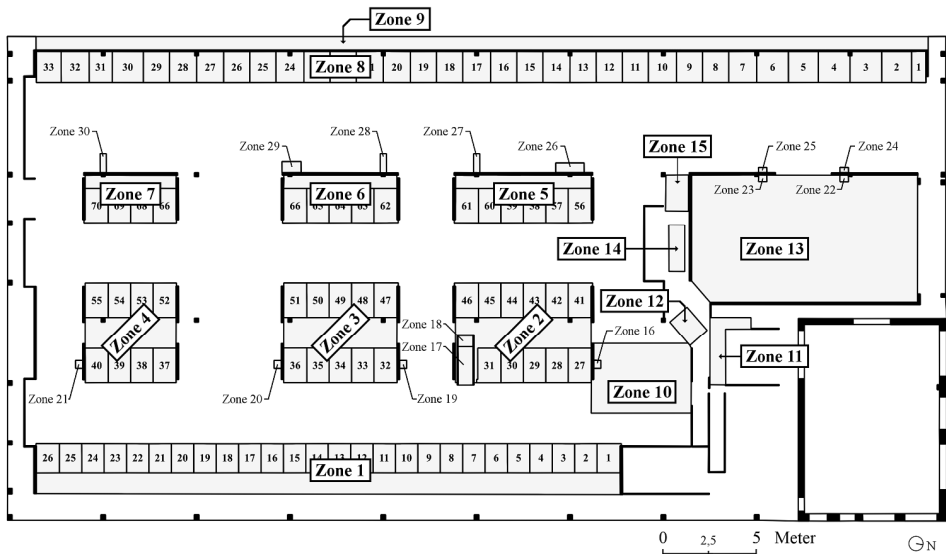 Zone 9
33 32 31 30 29 28 27 26 25 24 Zone 8 20 19 18 17 16 15 14 13 12 11 10 9 8 7 6 5 4 3 2 1
Zone 30
Zone 29
Zone 28
Zone 27
Zone 26
Zone 15
Zone 25
Zone 24
Zone 23
Zone 22
Zone 7
70 69 68 66
Zone 6
66 65 64 63 62
Zone 5
61 60 59 58 57 56
Zone 14
Zone 13
55 54 53 52
51 50 49 48 47
46 45 44 43 42 41
Zone 12
Zone 4
Zone 3
Zone 2
Zone 18
Zone 17
Zone 16
40 39 38 37
36 35 34 33 32
31 30 29 28 27
Zone 11
Zone 21
Zone 20
Zone 19
Zone 10
26 25 24 23 22 21 20 19 18 17 16 15 14 13 12 11 10 9 8 7 6 5 4 3 2 1
Zone 1
0 2,5 5 Meter
N